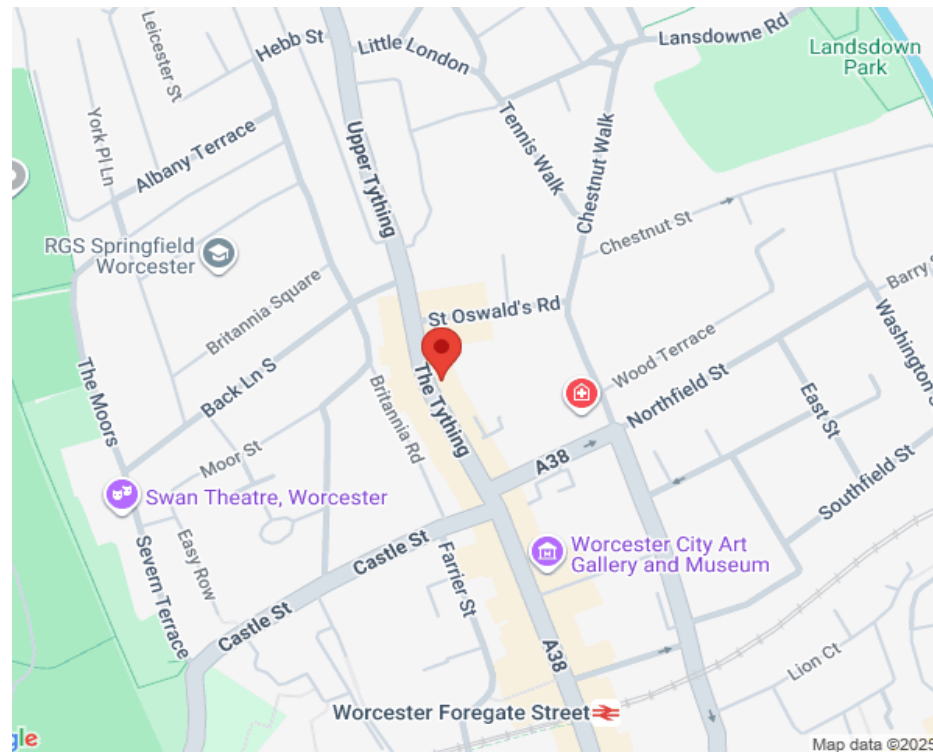 Leicester St
Hebb St
Little London
Lansdowne Rd
Landsdown
Park
York Pl Ln
Albany Terrace
Upper Tything
Tennis Walk
Chestnut Walk
RGS Springfield
Worcester
Chestnut St
Barry S
Britannia Square
St Oswald's Rd
Washington S
Wood Terrace
The Moors
Back Ln S
The Tything
Britannia Rd
Northfield St
East St
Moor St
A38
Southfield St
Swan Theatre, Worcester
Easy Row
Severn Terrace
Castle St
Farrier St
Worcester City Art
Gallery and Museum
Castle St
A38
Lion Ct
Worcester Foregate Street
gle
Map data ©2025